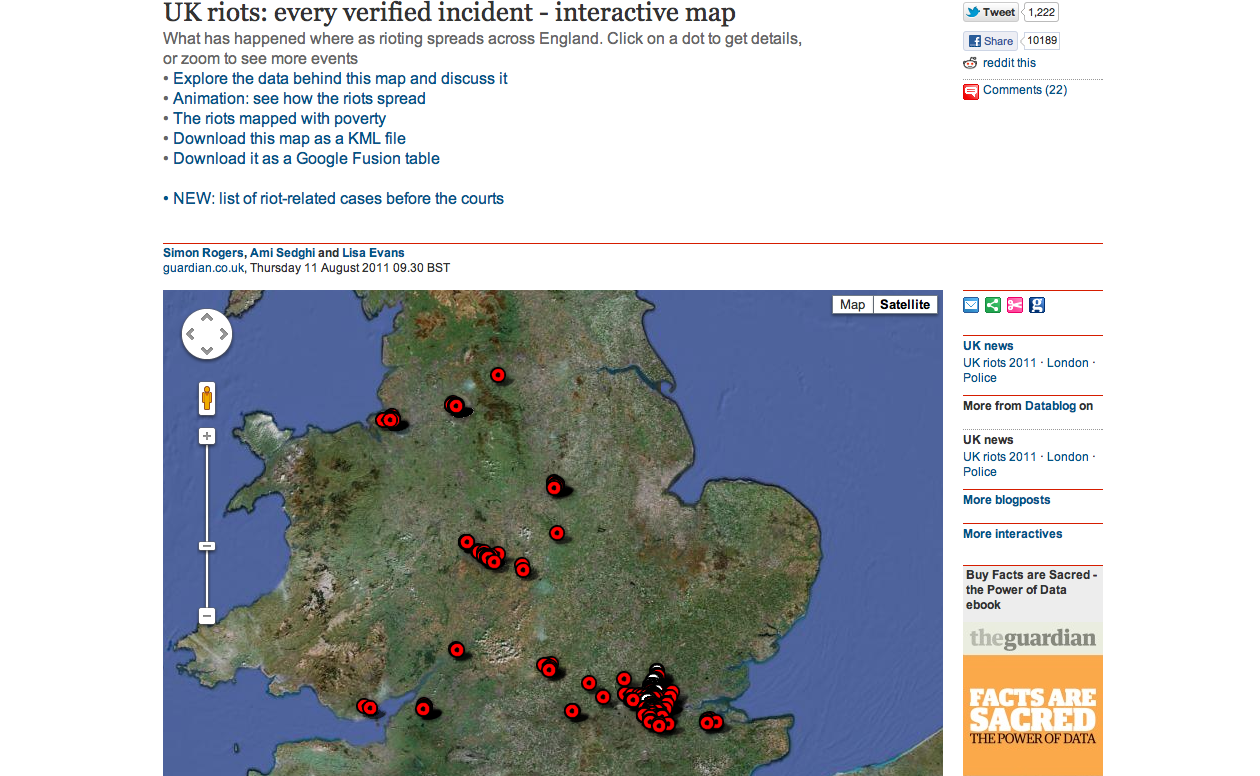 UK riots: every verified incident - interactive map
What has happened where as rioting spreads across England. Click on a dot to get details,
or zoom to see more events
• Explore the data behind this map and discuss it
• Animation: see how the riots spread
• The riots mapped with poverty
• Download this map as a KML file
• Download it as a Google Fusion table
• NEW: list of riot-related cases before the courts
Simon Rogers, Ami Sedghi and Lisa Evans
guardian.co.uk, Thursday 11 August 2011 09.30 BST
Map Satellite
Tweet 1,222
Share 10189
reddit this
Comments (22)
UK news
UK riots 2011 · London ·
Police
More from Datablog on
UK news
UK riots 2011 · London ·
Police
More blogposts
More interactives
Buy Facts are Sacred -
the Power of Data
ebook
theguardian
FACTS ARE
SACRED
THE POWER OF DATA